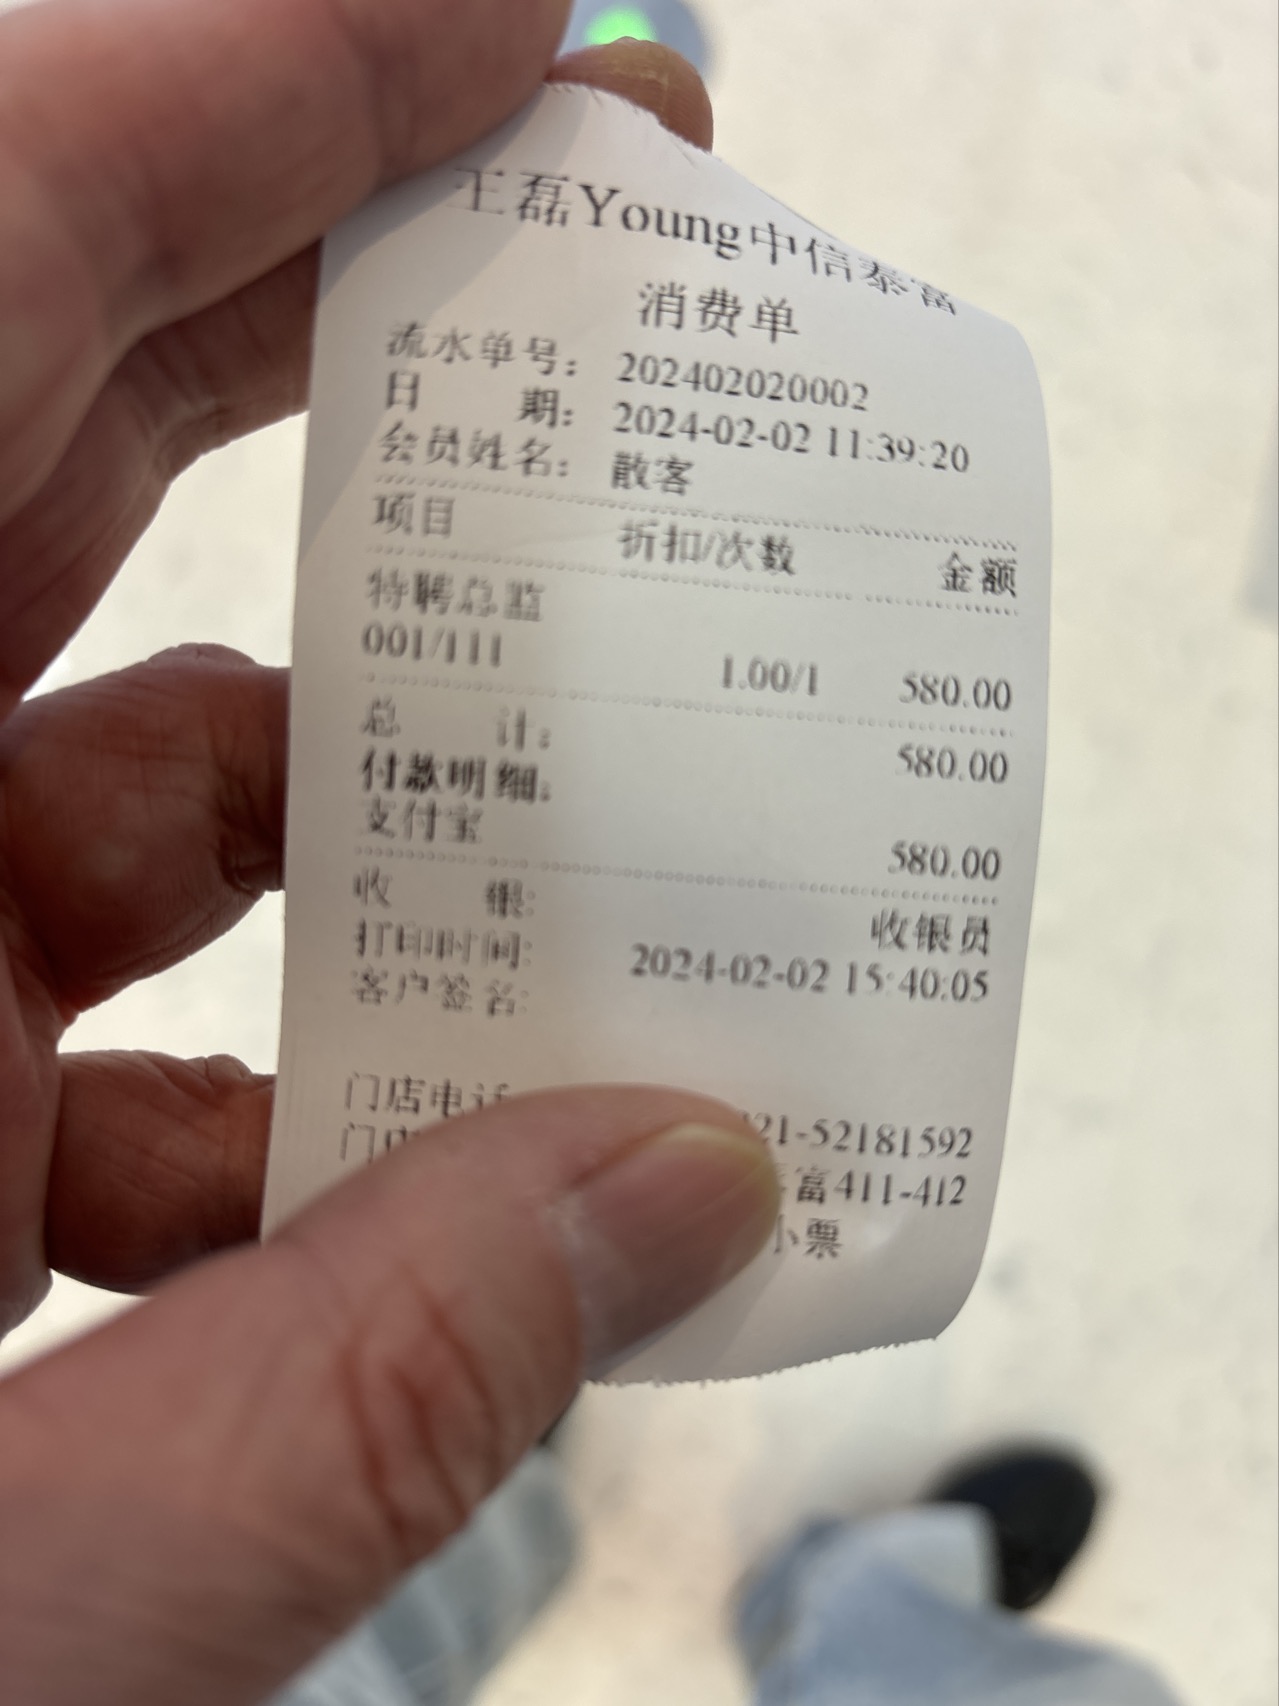 王磊Young中信泰富
消费单
流水单号： 202402020002
日 期： 2024-02-02 11:39:20
会员姓名： 散客
项目 折扣/次数 金额
特聘总监
001/111 1.00/1 580.00
总 计： 580.00
付款明细：
支付宝 580.00
收 银: 收银员
打印时间: 2024-02-02 15:40:05
客户签名:
门店电话 21-52181592
门店 富411-412
小票